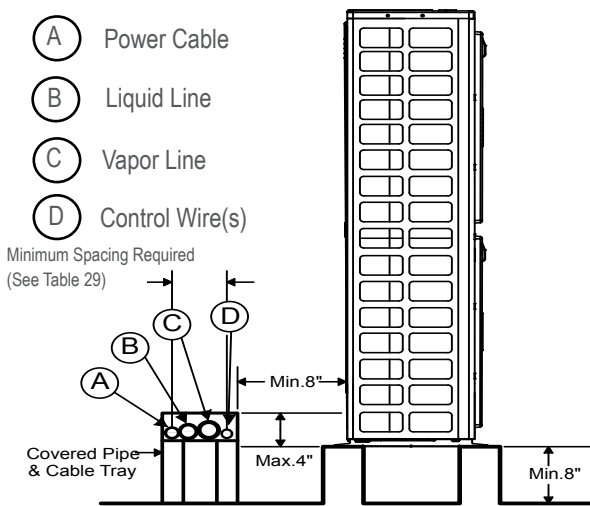 A Power Cable
B Liquid Line
C Vapor Line
D Control Wire(s)
Minimum Spacing Required
(See Table 29)
C
D
B
A
Min.8"
Covered Pipe
& Cable Tray
Max.4"
Min.8"